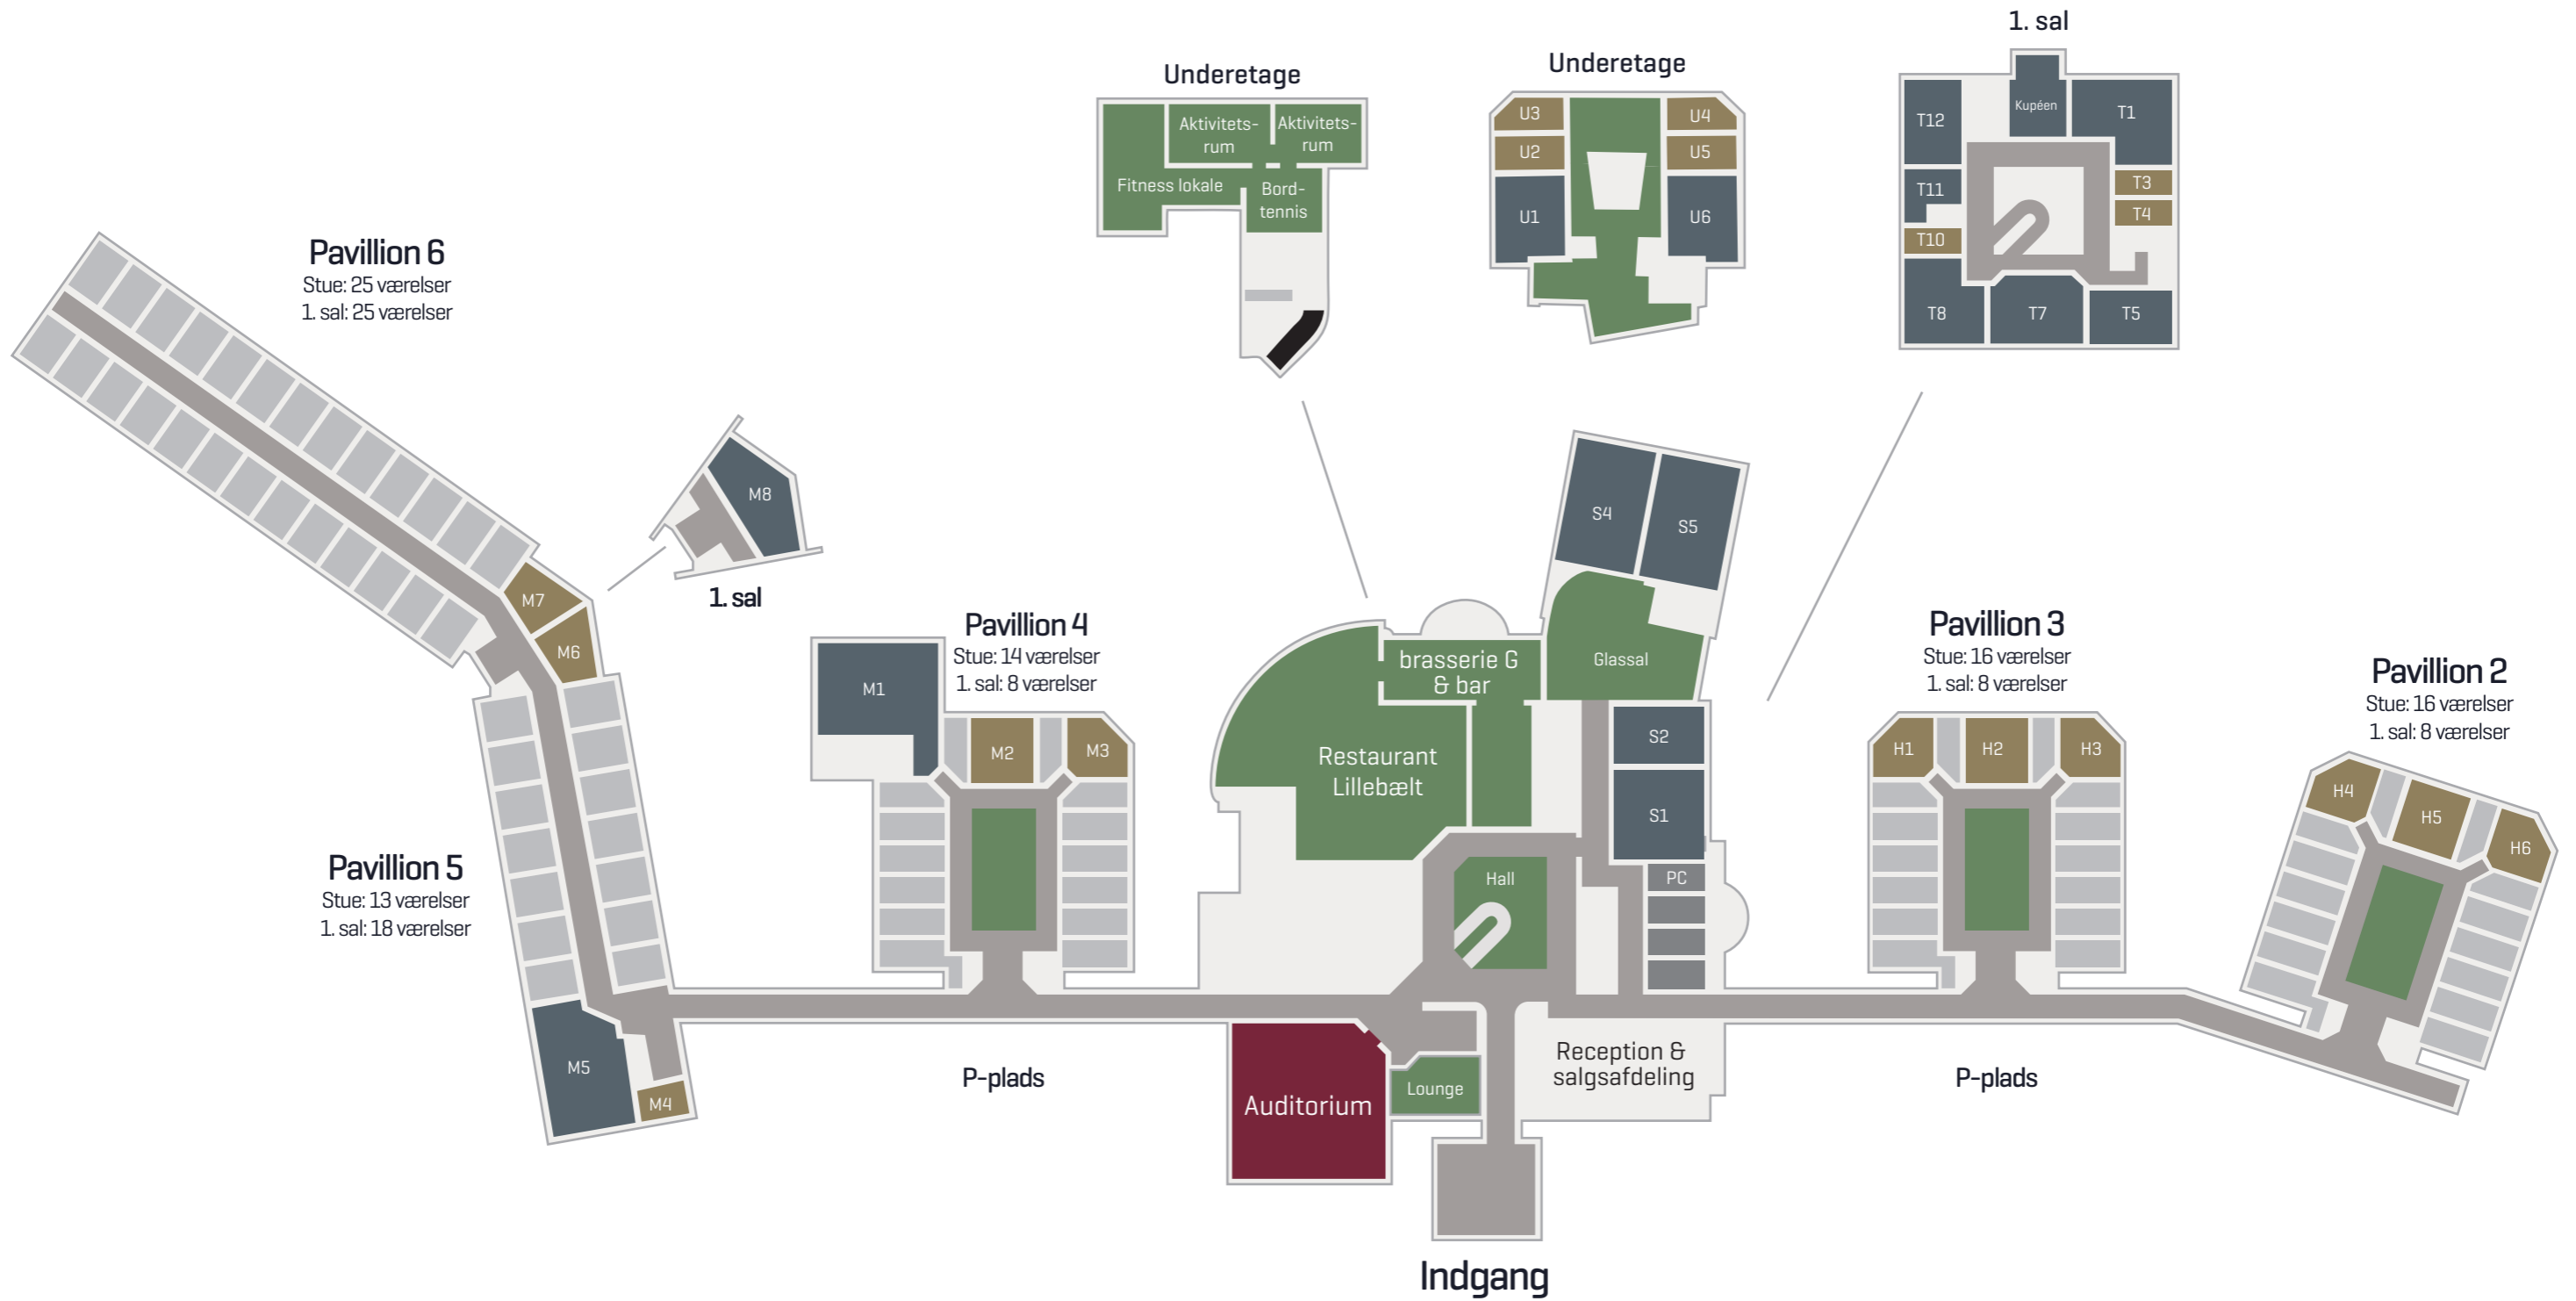 1. sal
Underetage
Underetage
Aktivitets-
rum
Aktivitets-
rum
Fitness lokale
Bord-
tennis
U3
U2
U1
U4
U5
U6
T12
Kupéen
T1
T11
T3
T4
T10
T8
T7
T5
Pavillion 6
Stue: 25 værelser
1. sal: 25 værelser
M8
1. sal
M7
M6
Pavillion 4
Stue: 14 værelser
1. sal: 8 værelser
M1
M2
M3
Pavillion 5
Stue: 13 værelser
1. sal: 18 værelser
M5
M4
S4
S5
Glassal
brasserie G
& bar
Restaurant
Lillebælt
S2
S1
PC
Hall
Pavillion 3
Stue: 16 værelser
1. sal: 8 værelser
H1
H2
H3
Pavillion 2
Stue: 16 værelser
1. sal: 8 værelser
H4
H5
H6
P-plads
Auditorium
Lounge
Reception &
salgsafdeling
P-plads
Indgang